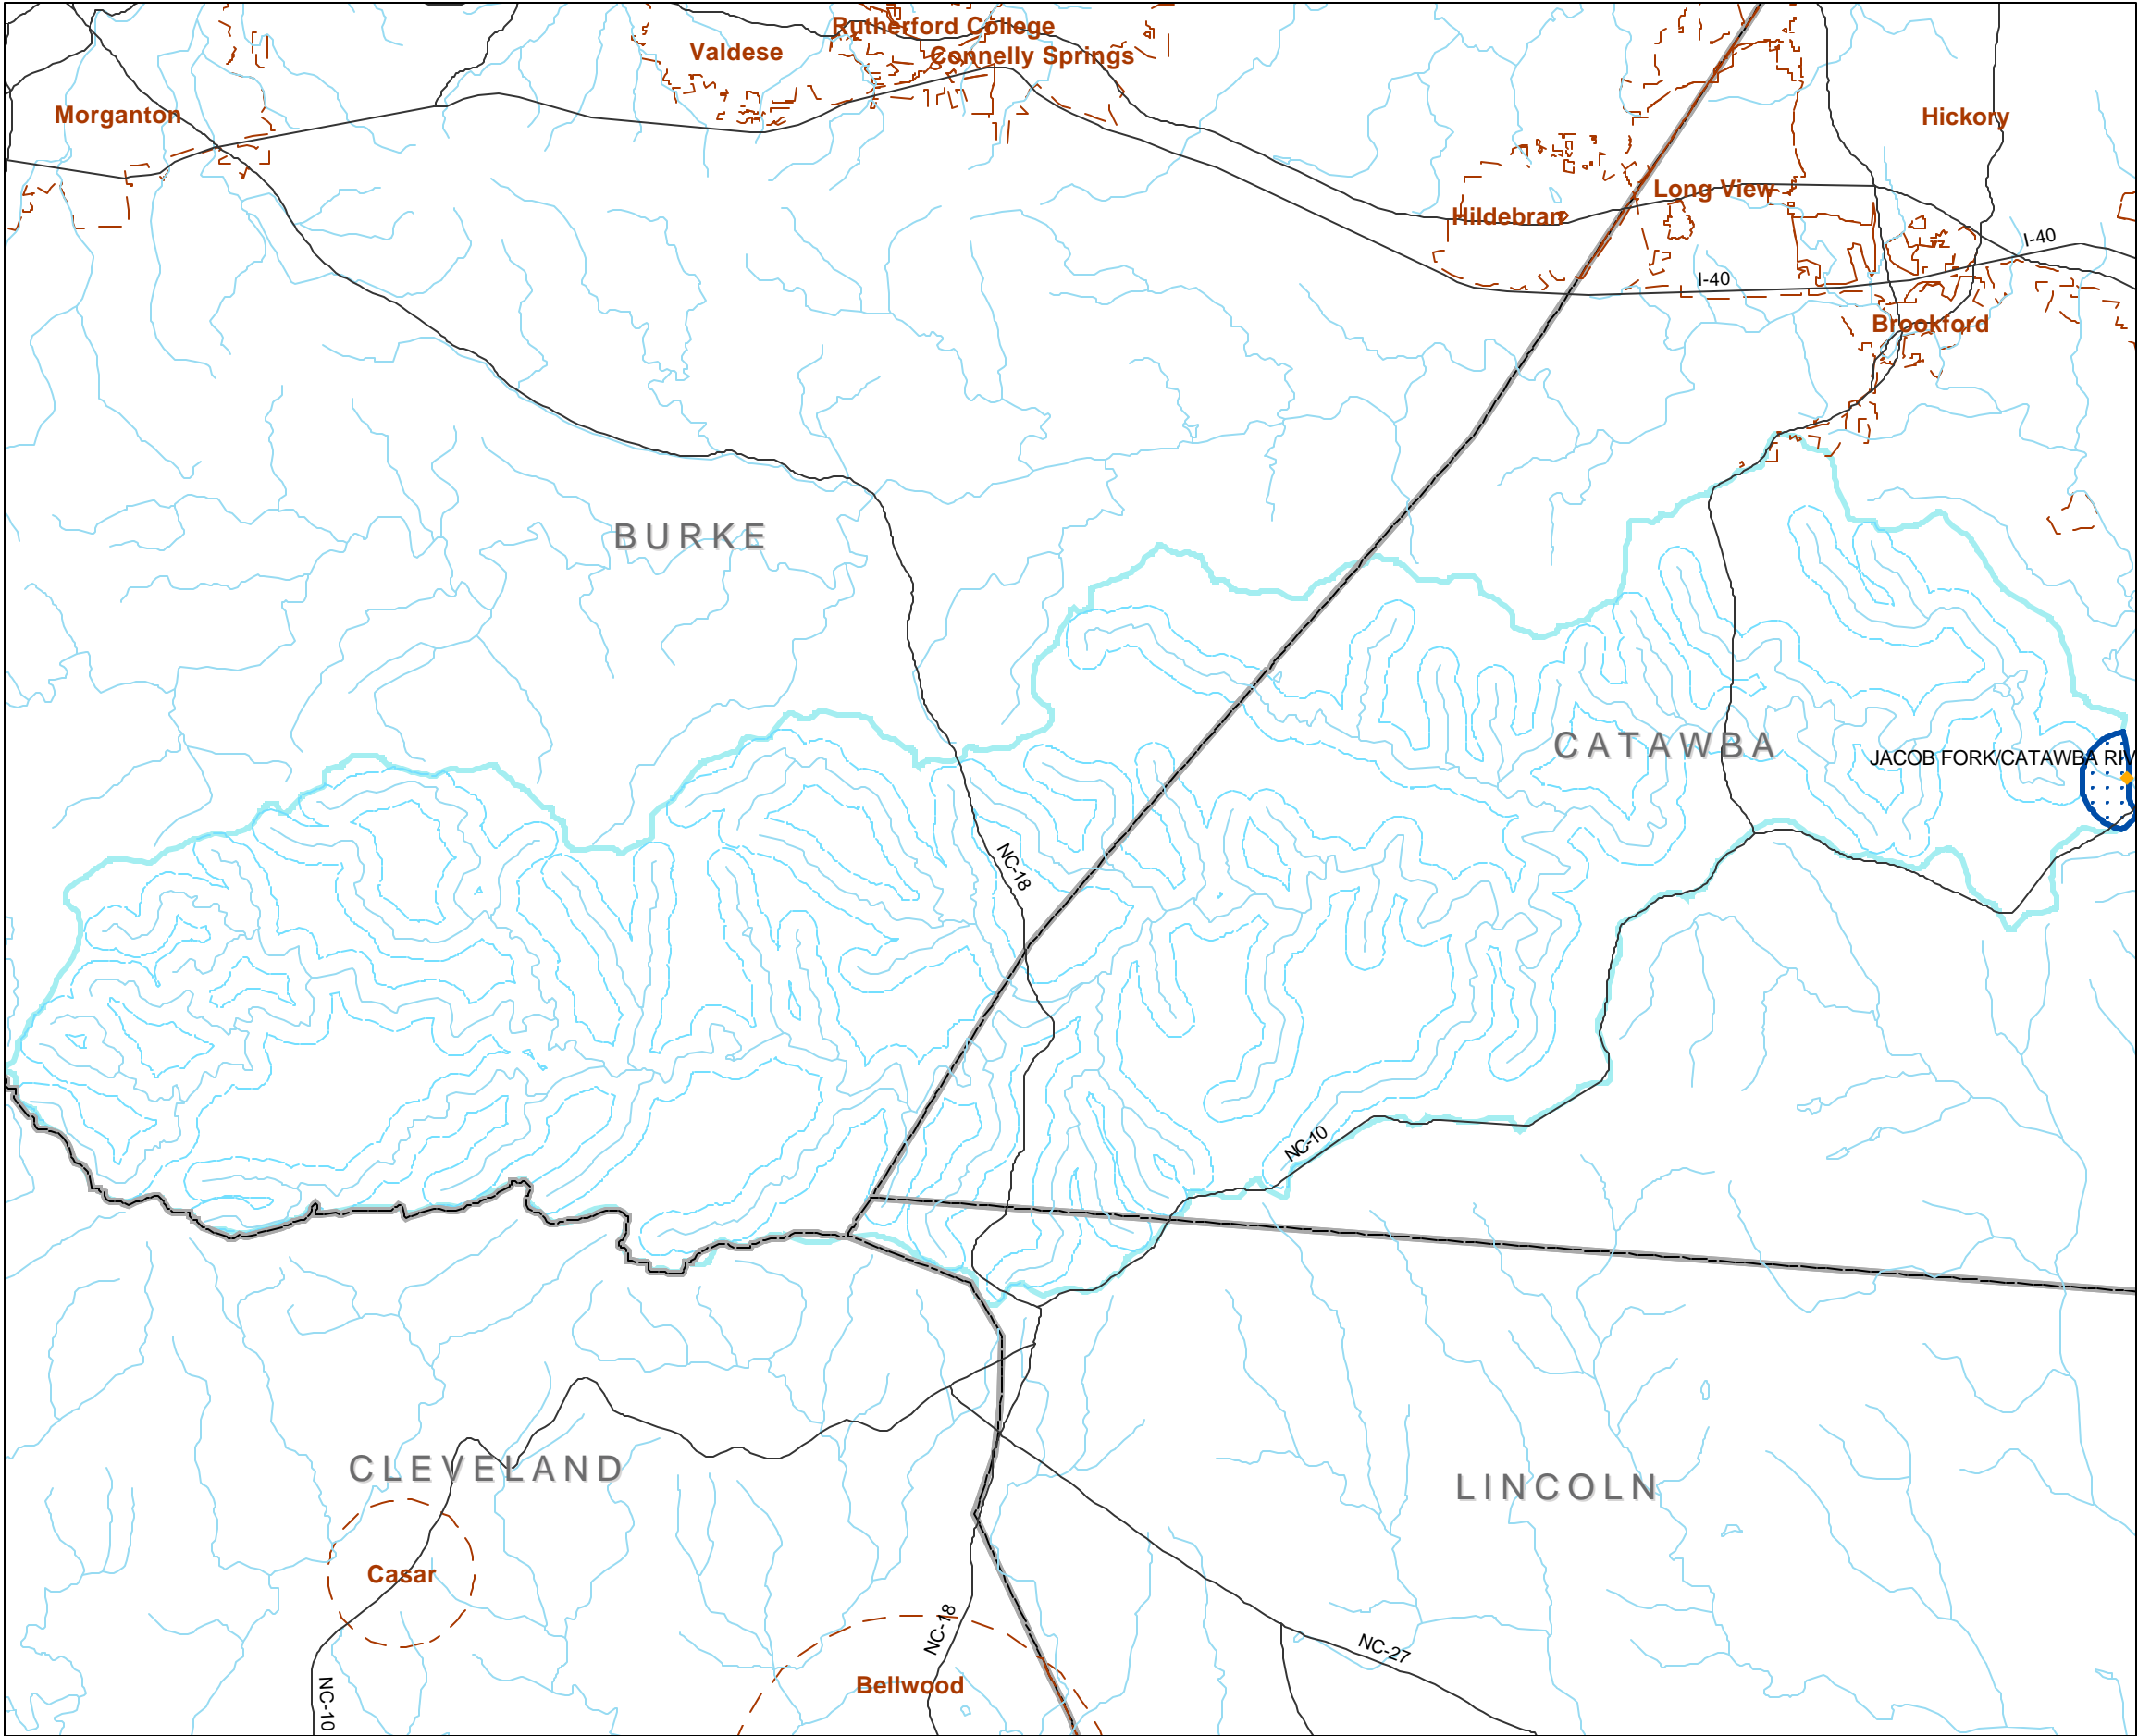 Rutherford College
Valdese
Connelly Springs
Morganton
Hickory
Long View
Hildebran
I-40
I-40
Brookford
BURKE
CATAWBA
JACOB FORK/CATAWBA RIV
NC-18
NC-10
CLEVELAND
LINCOLN
Casar
NC-18
NC-27
Bellwood
NC-10